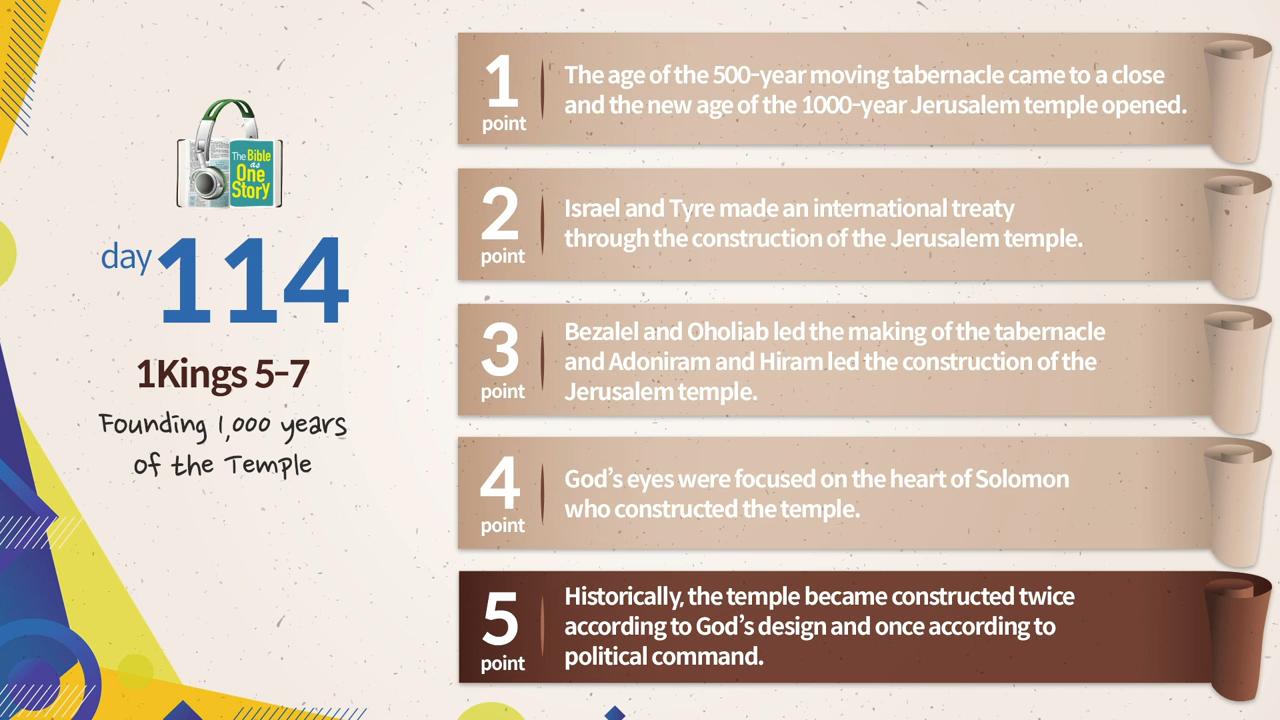 The Bible
as
One
Story
day 114
1Kings 5-7
Founding 1,000 years
of the Temple
1
point
The age of the 500-year moving tabernacle came to a close
and the new age of the 1000-year Jerusalem temple opened.
2
point
Israel and Tyre made an international treaty
through the construction of the Jerusalem temple.
3
point
Bezalel and Oholiab led the making of the tabernacle
and Adoniram and Hiram led the construction of the
Jerusalem temple.
4
point
God’s eyes were focused on the heart of Solomon
who constructed the temple.
5
point
Historically, the temple became constructed twice
according to God’s design and once according to
political command.